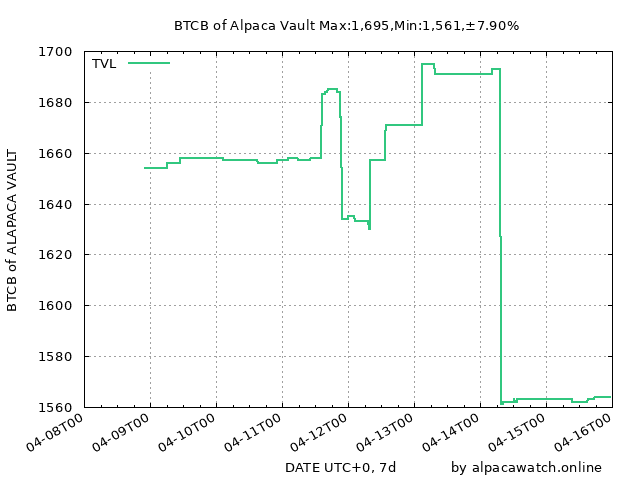 BTCB of Alpaca Vault Max:1,695,Min:1,561,±7.90%
TVL
1700
1680
1660
1640
1620
1600
1580
1560
BTCB of ALAPACA VAULT
04-08T00
04-09T00
04-10T00
04-11T00
04-12T00
04-13T00
04-14T00
04-15T00
04-16T00
DATE UTC+0, 7d
by alpacawatch.online